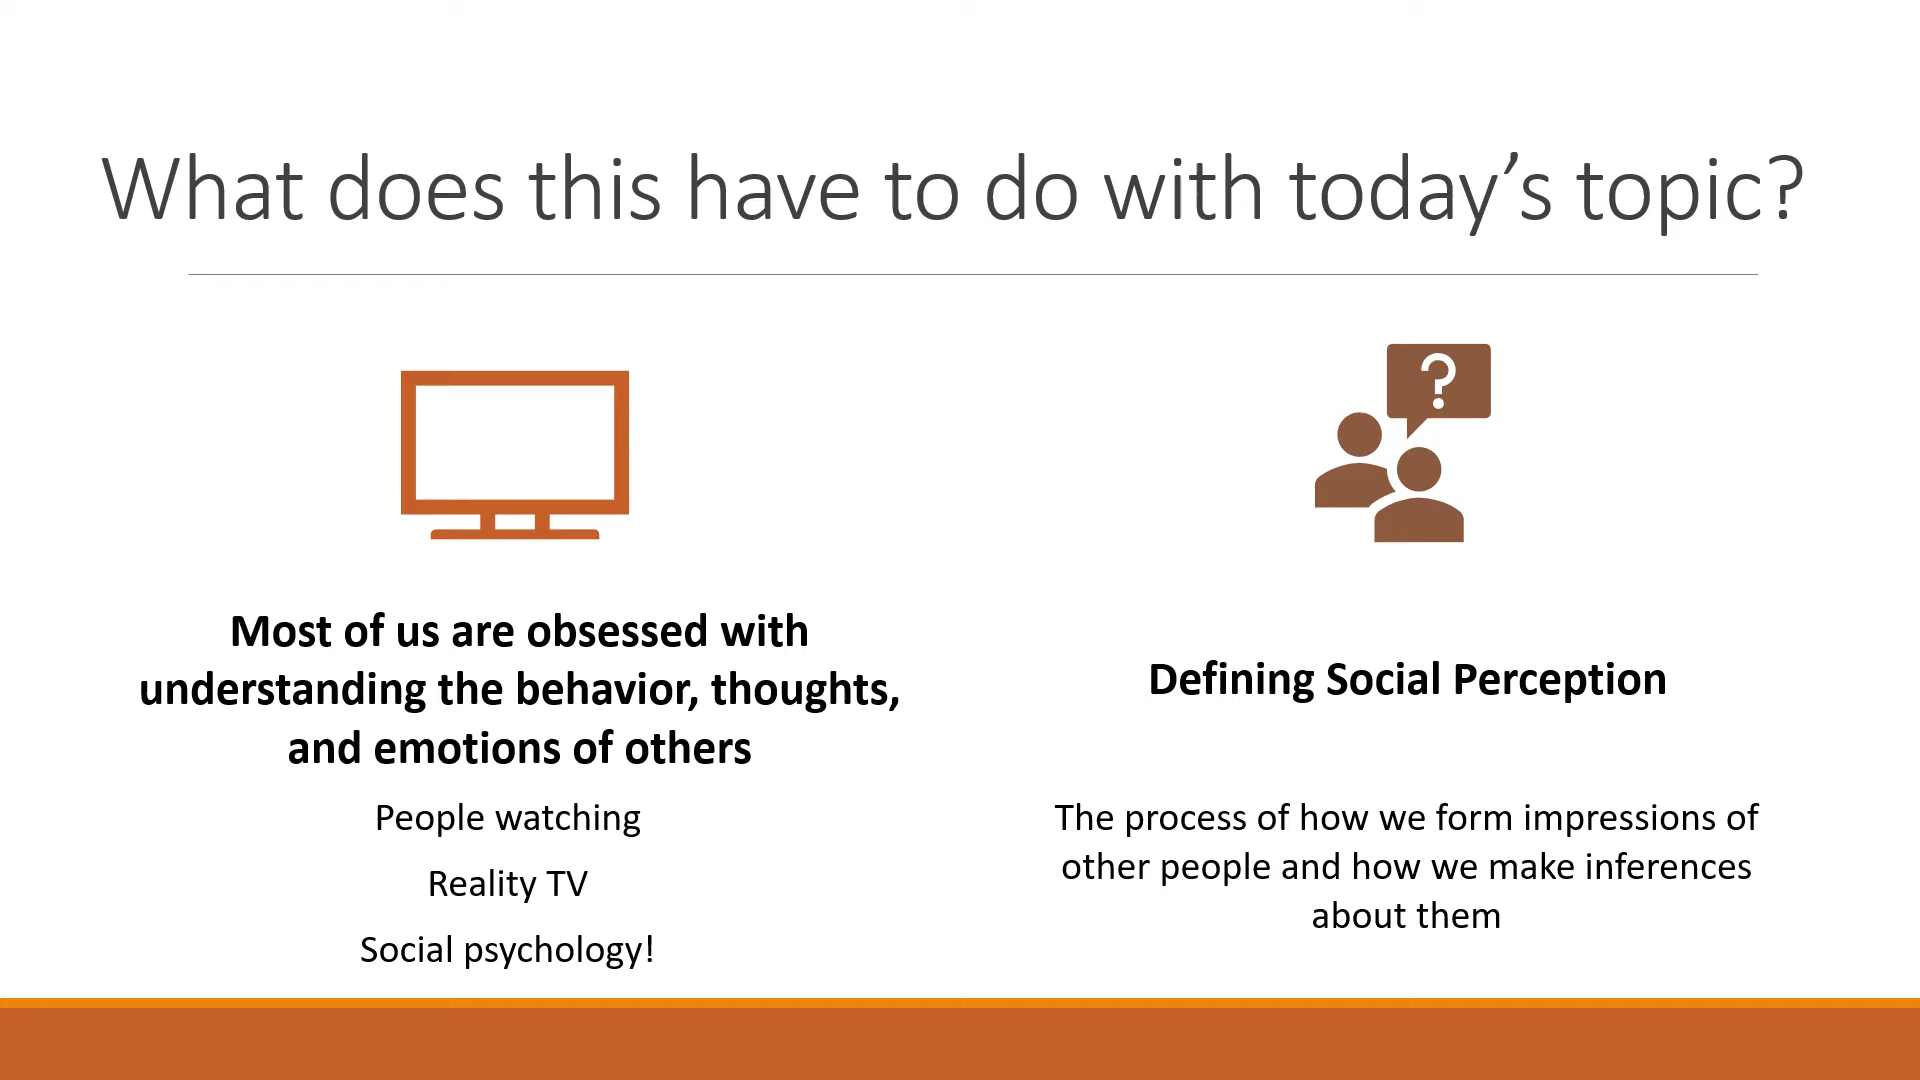 What does this have to do with today’s topic?
?
Most of us are obsessed with
understanding the behavior, thoughts,
and emotions of others
People watching
Reality TV
Social psychology!
Defining Social Perception
The process of how we form impressions of
other people and how we make inferences
about them